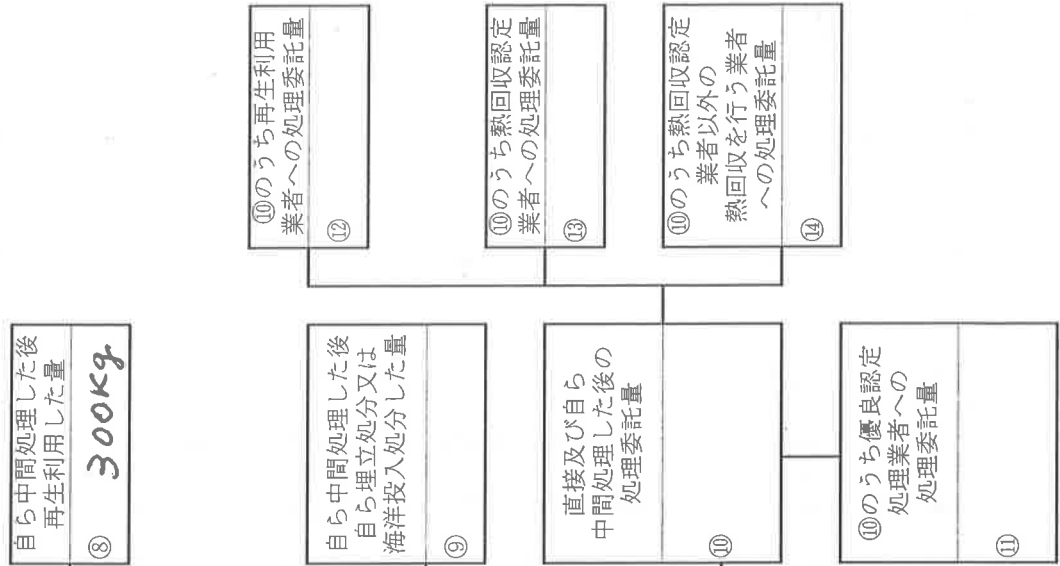 自ら中間処理した後
再生利用した量
⑧
300Kg
自ら中間処理した後
自ら埋立処分又は
海洋投入処分した量
⑨
直接及び自ら
中間処理した後の
処理委託量
⑩
⑩のうち優良認定
処理業者への
処理委託量
⑪
⑩のうち再生利用
業者への処理委託量
⑫
⑩のうち熱回収認定
業者への処理委託量
⑬
⑩のうち熱回収認定
業者以外の
熱回収を行う業者
への処理委託量
⑭